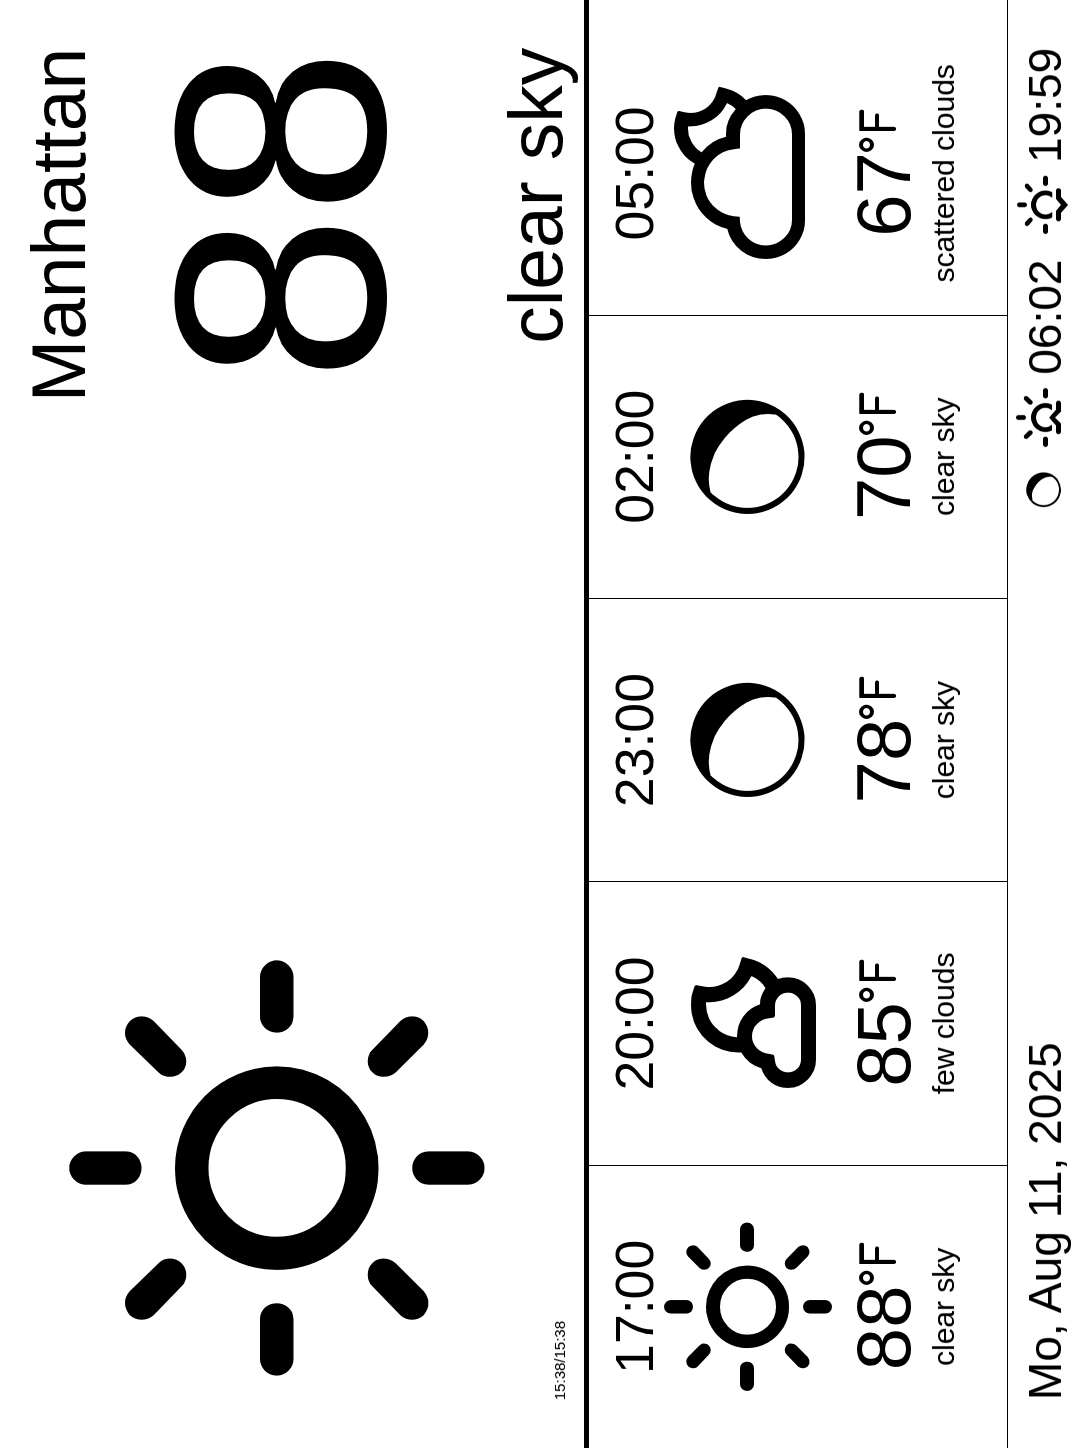 Manhattan
88
clear sky
15:38/15:38
17:00
88°F
clear sky
20:00
85°F
few clouds
23:00
78°F
clear sky
02:00
70°F
clear sky
05:00
67°F
scattered clouds
Mo, Aug 11, 2025
06:02 19:59